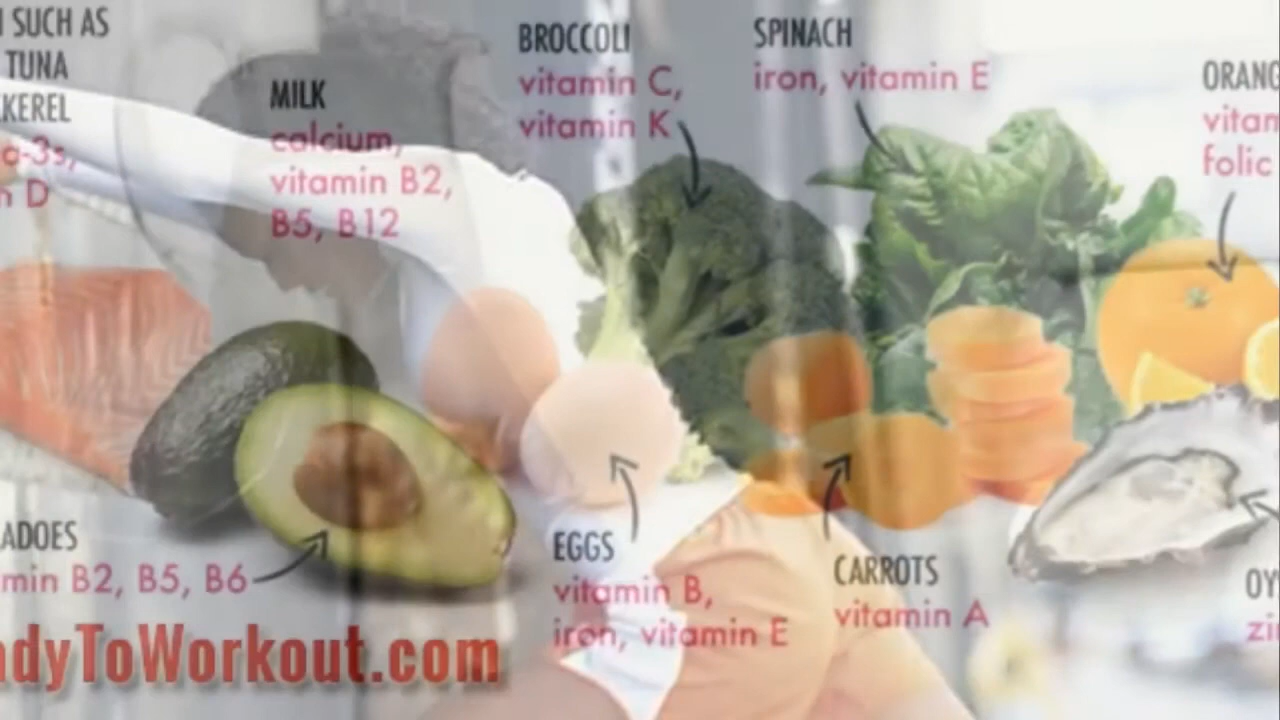 SUCH AS
TUNA
KEREL
a-3s,
n D
MILK
calcium,
vitamin B2,
B5, B12
BROCCOLI
vitamin C,
vitamin K
SPINACH
iron, vitamin E
ORANG
vitam
folic
ADOES
min B2, B5, B6
EGGS
vitamin B,
iron, vitamin E
CARROTS
vitamin A
OY
zi
adyToWorkout.com